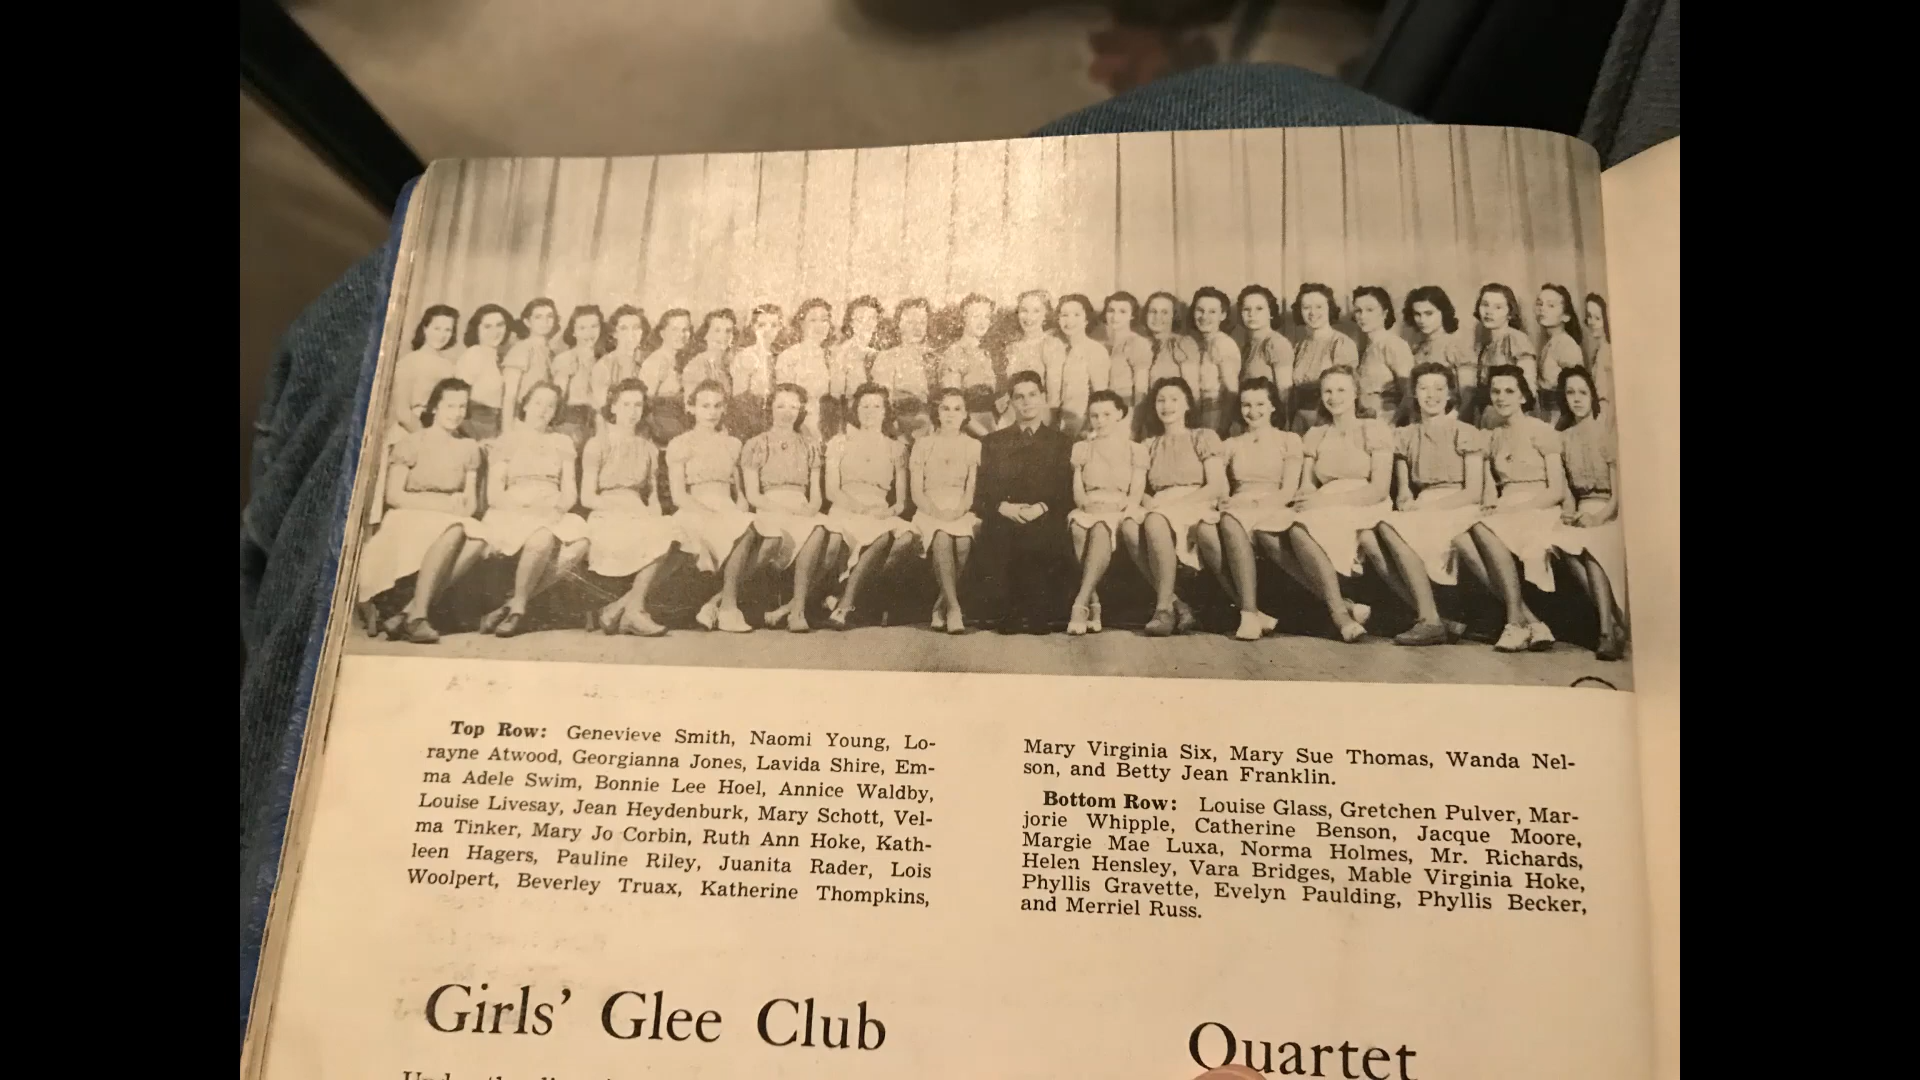 Top Row: Genevieve Smith, Naomi Young, Lo-
rayne Atwood, Georgianna Jones, Lavida Shire, Em-
ma Adele Swim, Bonnie Lee Hoel, Annice Waldby,
Louise Livesay, Jean Heydenburk, Mary Schott, Vel-
ma Tinker, Mary Jo Corbin, Ruth Ann Hoke, Kath-
leen Hagers, Pauline Riley, Juanita Rader, Lois
Woolpert, Beverley Truax, Katherine Thompkins,
Mary Virginia Six, Mary Sue Thomas, Wanda Nel-
son, and Betty Jean Franklin.
Bottom Row: Louise Glass, Gretchen Pulver, Mar-
jorie Whipple, Catherine Benson, Jacque Moore,
Margie Mae Luxa, Norma Holmes, Mr. Richards,
Helen Hensley, Vara Bridges, Mable Virginia Hoke,
Phyllis Gravette, Evelyn Paulding, Phyllis Becker,
and Merriel Russ.
Girls' Glee Club
Quartet